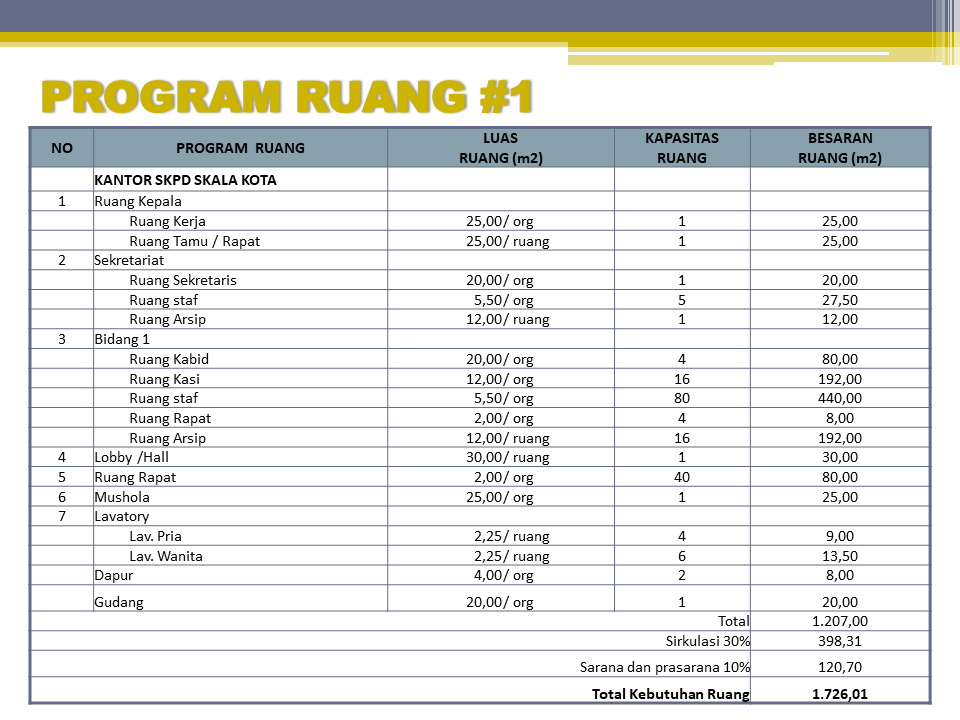 PROGRAM RUANG #1
NO PROGRAM RUANG LUAS RUANG (m2) KAPASITAS RUANG BESARAN RUANG (m2)
KANTOR SKPD SKALA KOTA
1 Ruang Kepala
Ruang Kerja 25,00/ org 1 25,00
Ruang Tamu / Rapat 25,00/ ruang 1 25,00
2 Sekretariat
Ruang Sekretaris 20,00/ org 1 20,00
Ruang staf 5,50/ org 5 27,50
Ruang Arsip 12,00/ ruang 1 12,00
3 Bidang 1
Ruang Kabid 20,00/ org 4 80,00
Ruang Kasi 12,00/ org 16 192,00
Ruang staf 5,50/ org 80 440,00
Ruang Rapat 2,00/ org 4 8,00
Ruang Arsip 12,00/ ruang 16 192,00
4 Lobby /Hall 30,00/ ruang 1 30,00
5 Ruang Rapat 2,00/ org 40 80,00
6 Mushola 25,00/ org 1 25,00
7 Lavatory
Lav. Pria 2,25/ ruang 4 9,00
Lav. Wanita 2,25/ ruang 6 13,50
Dapur 4,00/ org 2 8,00
Gudang 20,00/ org 1 20,00
Total 1.207,00
Sirkulasi 30% 398,31
Sarana dan prasarana 10% 120,70
Total Kebutuhan Ruang 1.726,01